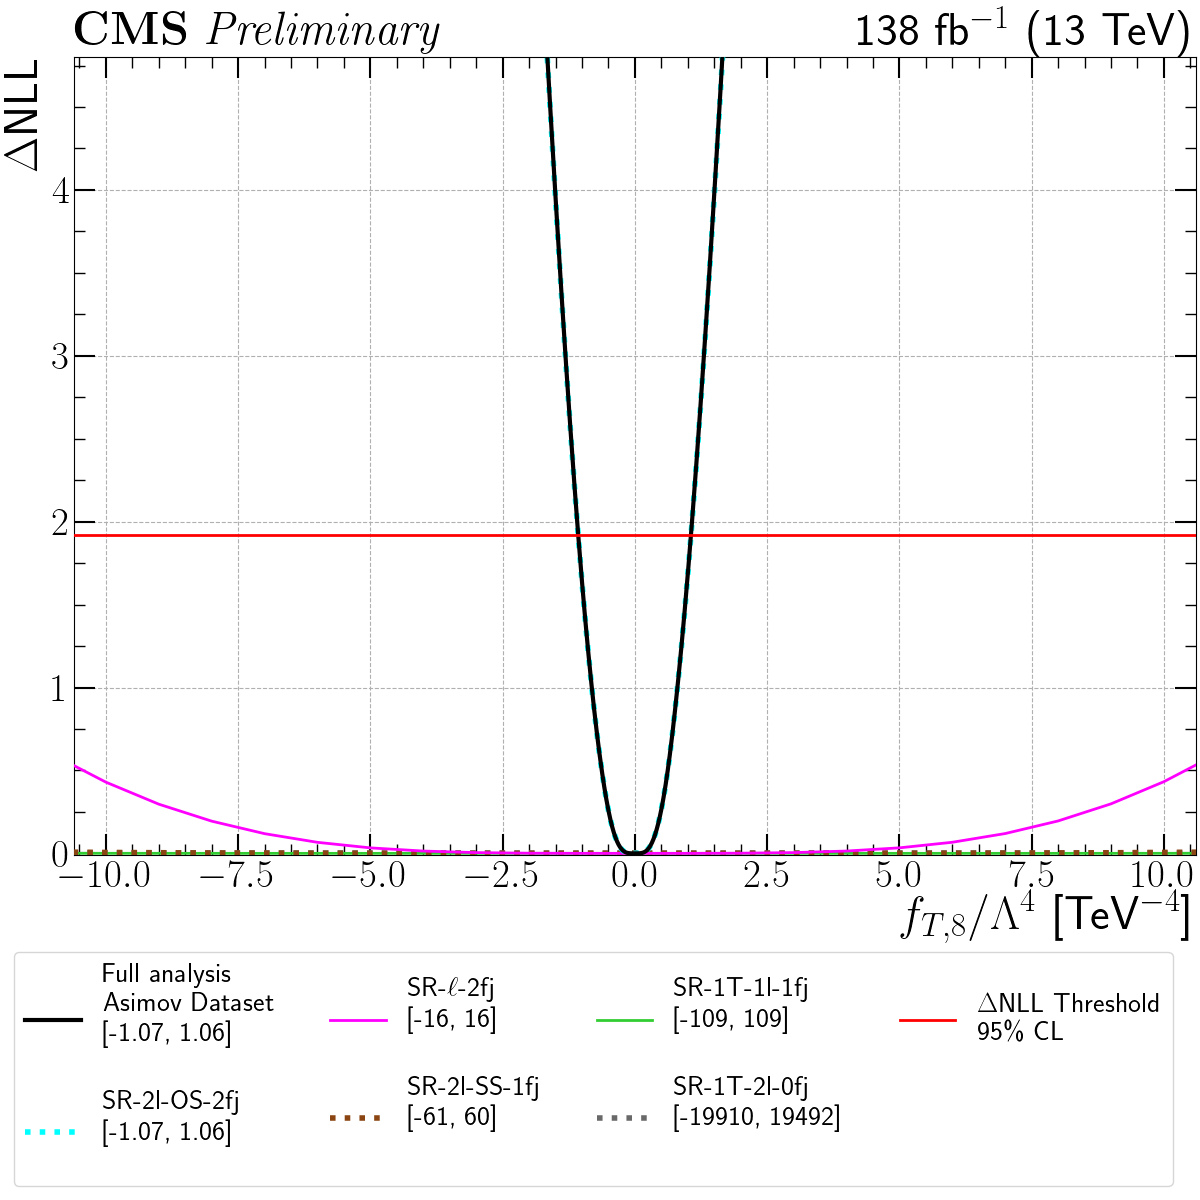 CMS Preliminary 138 fb⁻¹ (13 TeV)
ΔNLL
4
3
2
1
0
−10.0 −7.5 −5.0 −2.5 0.0 2.5 5.0 7.5 10.0
f_{T,8}/Λ⁴ [TeV⁻⁴]
Full analysis
Asimov Dataset
[-1.07, 1.06]
SR-2l-OS-2fj
[-1.07, 1.06]
SR-ℓ-2fj
[-16, 16]
SR-2l-SS-1fj
[-61, 60]
SR-1T-1l-1fj
[-109, 109]
SR-1T-2l-0fj
[-19910, 19492]
ΔNLL Threshold
95% CL